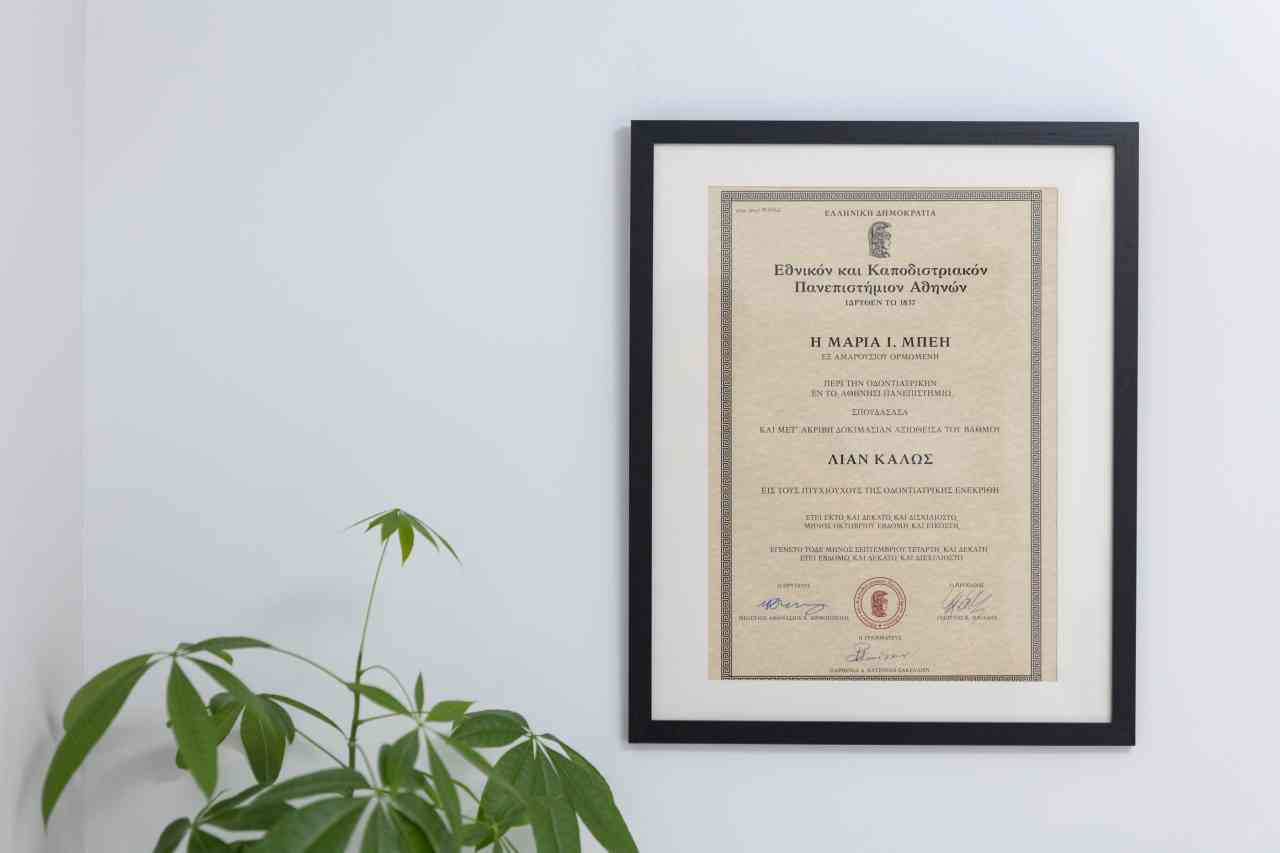 ΕΛΛΗΝΙΚΗ ΔΗΜΟΚΡΑΤΙΑ
Εθνικόν και Καποδιστριακόν
Πανεπιστήμιον Αθηνών
ΙΔΡΥΘΕΝ ΤΩ 1837
Η ΜΑΡΙΑ Ι. ΜΠΕΗ
ΕΞ ΑΜΑΡΟΥΣΙΟΥ ΟΡΜΩΜΕΝΗ
ΠΕΡΙ ΤΗΝ ΟΔΟΝΤΙΑΤΡΙΚΗΝ
ΕΝ ΤΩ, ΑΘΗΝΗΣΙ ΠΑΝΕΠΙΣΤΗΜΙΩ,
ΣΠΟΥΔΑΣΑΣΑ
ΚΑΙ ΜΕΤ' ΑΚΡΙΒΗ ΔΟΚΙΜΑΣΙΑΝ ΑΞΙΩΘΕΙΣΑ ΤΟΥ ΒΑΘΜΟΥ
ΛΙΑΝ ΚΑΛΩΣ
ΕΙΣ ΤΟΥΣ ΠΤΥΧΙΟΥΧΟΥΣ ΤΗΣ ΟΔΟΝΤΙΑΤΡΙΚΗΣ ΕΝΕΚΡΙΘΗ
ΕΤΕΙ ΕΚΤΩ, ΚΑΙ ΔΕΚΑΤΩ, ΚΑΙ ΔΙΣΧΙΛΙΟΣΤΩ,
ΜΗΝΟΣ ΟΚΤΩΒΡΙΟΥ ΕΒΔΟΜΗ, ΚΑΙ ΕΙΚΟΣΤΗ,
ΕΓΕΝΕΤΟ ΤΟΔΕ ΜΗΝΟΣ ΣΕΠΤΕΜΒΡΙΟΥ ΤΕΤΑΡΤΗ, ΚΑΙ ΔΕΚΑΤΗ
ΕΤΕΙ ΕΒΔΟΜΩ, ΚΑΙ ΔΕΚΑΤΩ, ΚΑΙ ΔΙΣΧΙΛΙΟΣΤΩ
Ο ΠΡΥΤΑΝΙΣ
Ο ΠΡΟΕΔΡΟΣ
Η ΓΡΑΜΜΑΤΕΥΣ